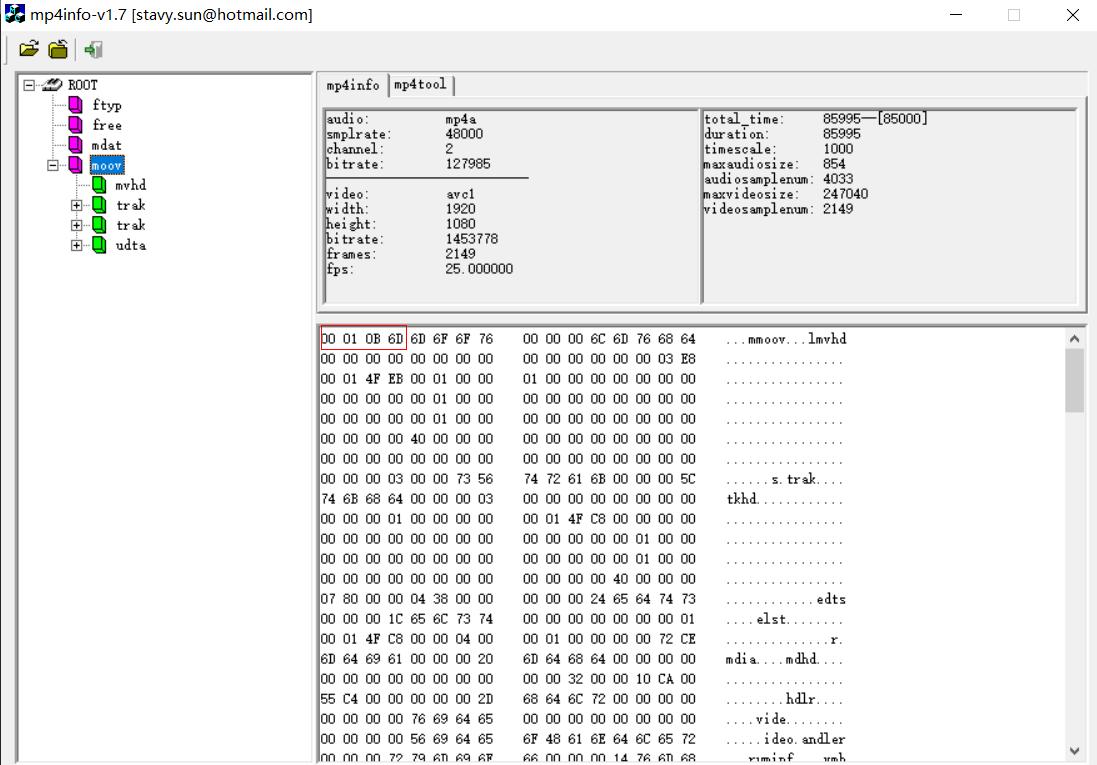 mp4info-v1.7 [stavy.sun@hotmail.com]
ROOT
ftyp
free
mdat
moov
mvhd
trak
trak
udta
mp4info mp4tool
audio: mp4a
smplrate: 48000
channel: 2
bitrate: 127985
video: avc1
width: 1920
height: 1080
bitrate: 1453778
frames: 2149
fps: 25.000000
total_time: 85995--[85000]
duration: 85995
timescale: 1000
maxaudiosize: 854
audiosamplenum: 4033
maxvideosize: 247040
videosamplenum: 2149
00 01 0B 6D 6D 6F 6F 76 00 00 00 6C 6D 76 68 64 ...mmoov...lmvhd
00 00 00 00 00 00 00 00 00 00 00 00 00 00 03 E8 ................
00 01 4F EB 00 01 00 00 01 00 00 00 00 00 00 00 ................
00 00 00 00 00 01 00 00 00 00 00 00 00 00 00 00 ................
00 00 00 00 00 01 00 00 00 00 00 00 00 00 00 00 ................
00 00 00 00 40 00 00 00 00 00 00 00 00 00 00 00 ................
00 00 00 00 00 00 00 00 00 00 00 00 00 00 00 00 ................
00 00 00 03 00 00 73 56 74 72 61 6B 00 00 00 5C ......s.trak....
74 6B 68 64 00 00 00 03 00 00 00 00 00 00 00 00 tkhd............
00 00 00 01 00 00 00 00 00 01 4F C8 00 00 00 00 ................
00 00 00 00 00 00 00 00 00 00 00 00 01 00 00 00 ................
00 00 00 00 00 00 00 00 00 00 00 00 01 00 00 00 ................
00 00 00 00 00 00 00 00 00 00 00 00 40 00 00 00 ................
07 80 00 00 04 38 00 00 00 00 00 24 65 64 74 73 ............edts
00 00 00 1C 65 6C 73 74 00 00 00 00 00 00 00 01 ....elst........
00 01 4F C8 00 00 04 00 00 01 00 00 00 00 72 CE ..............r.
6D 64 69 61 00 00 00 20 6D 64 68 64 00 00 00 00 mdia....mdhd....
00 00 00 00 00 00 00 00 00 00 32 00 00 10 CA 00 ................
55 C4 00 00 00 00 00 2D 68 64 6C 72 00 00 00 00 ........hdlr....
00 00 00 00 76 69 64 65 00 00 00 00 00 00 00 00 ....vide........
00 00 00 00 56 69 64 65 6F 48 61 6E 64 6C 65 72 .....ideo.andler